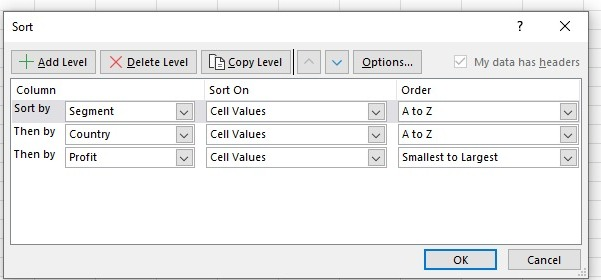 Sort
? ×
Add Level Delete Level Copy Level Options... My data has headers
Column Sort On Order
Sort by Segment Cell Values A to Z
Then by Country Cell Values A to Z
Then by Profit Cell Values Smallest to Largest
OK Cancel